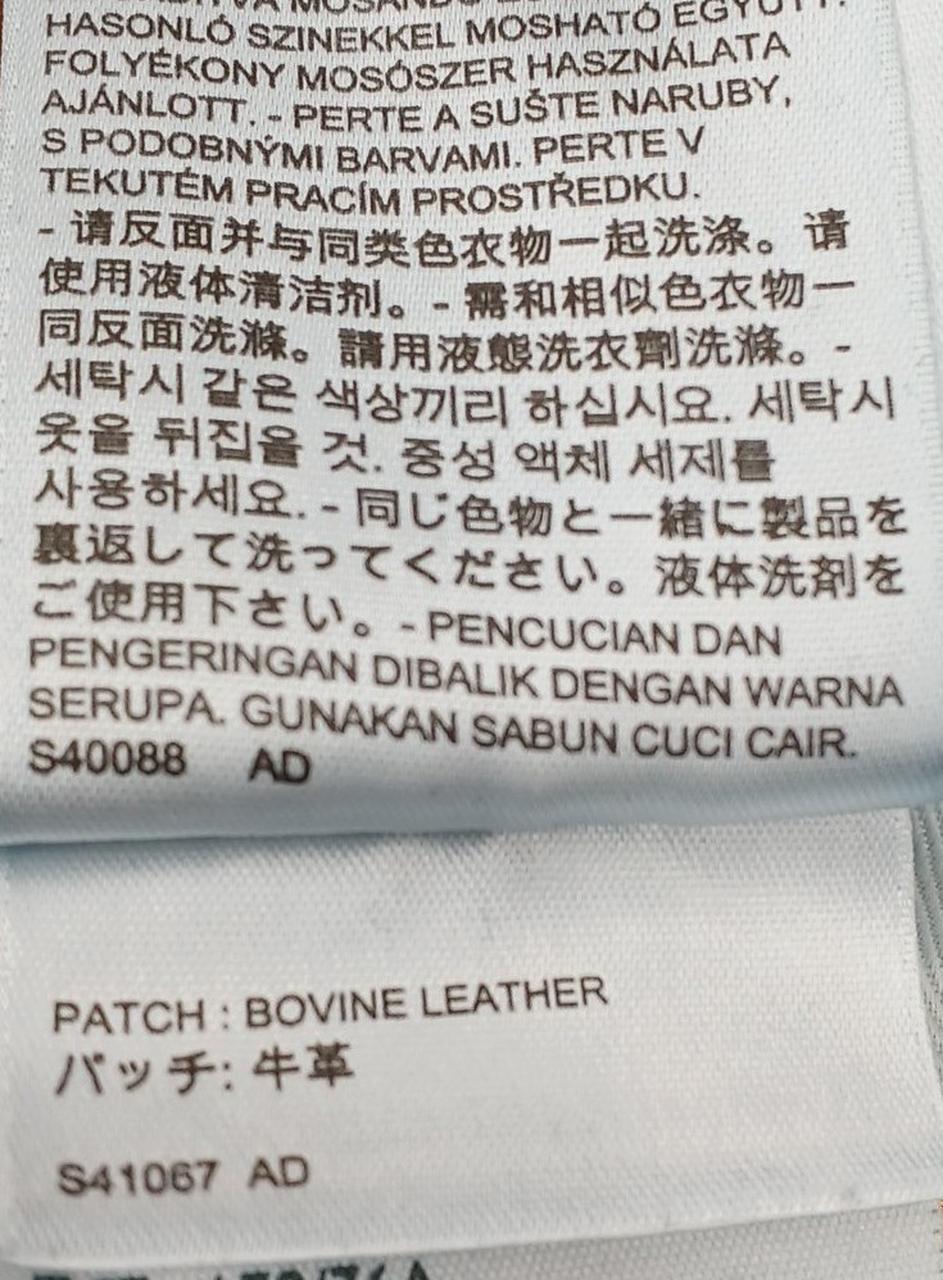 HASONLÓ SZINEKKEL MOSHATÓ EGYÜTT.
FOLYÉKONY MOSÓSZER HASZNÁLATA
AJÁNLOTT. - PERTE A SUŠTE NARUBY,
S PODOBNÝMI BARVAMI. PERTE V
TEKUTÉM PRACÍM PROSTŘEDKU.
- 请反面并与同类色衣物一起洗涤。请
使用液体清洁剂。- 需和相似色衣物一
同反面洗滌。請用液態洗衣劑洗滌。-
세탁시 같은 색상끼리 하십시요. 세탁시
옷을 뒤집을 것. 중성 액체 세제를
사용하세요. - 同じ色物と一緒に製品を
裏返して洗ってください。液体洗剤を
ご使用下さい。- PENCUCIAN DAN
PENGERINGAN DIBALIK DENGAN WARNA
SERUPA. GUNAKAN SABUN CUCI CAIR.
S40088 AD
PATCH : BOVINE LEATHER
パッチ: 牛革
S41067 AD